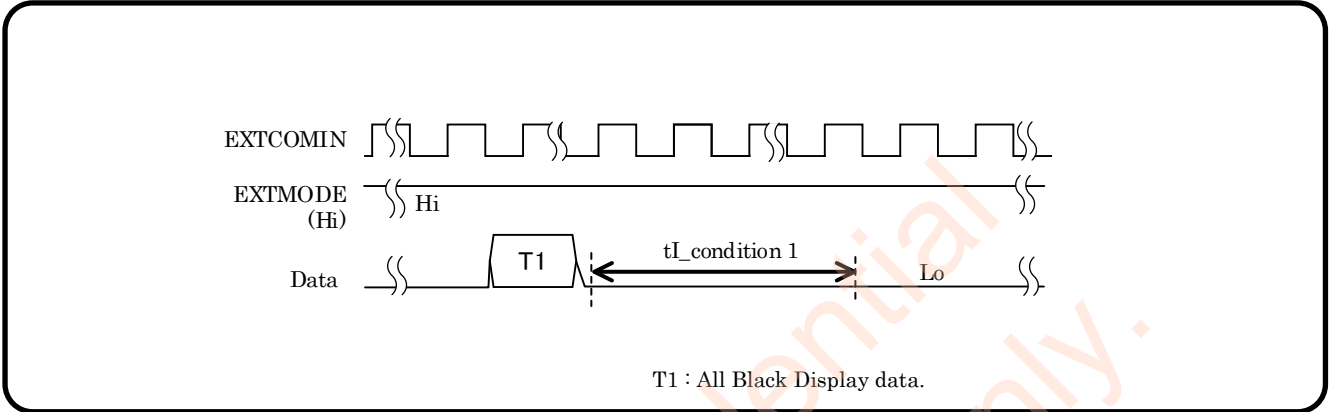 EXTCOMIN
EXTMODE
(Hi)
Hi
Data
T1
tI_condition 1
Lo
T1 : All Black Display data.